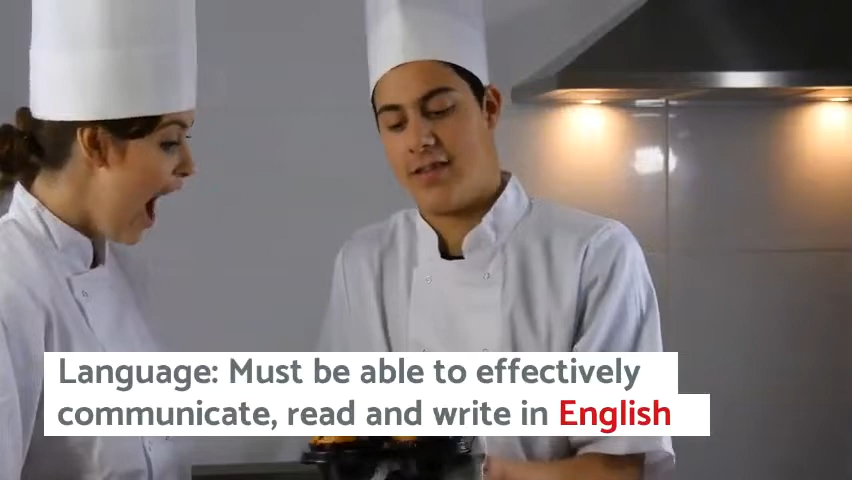 Language: Must be able to effectively
communicate, read and write in English